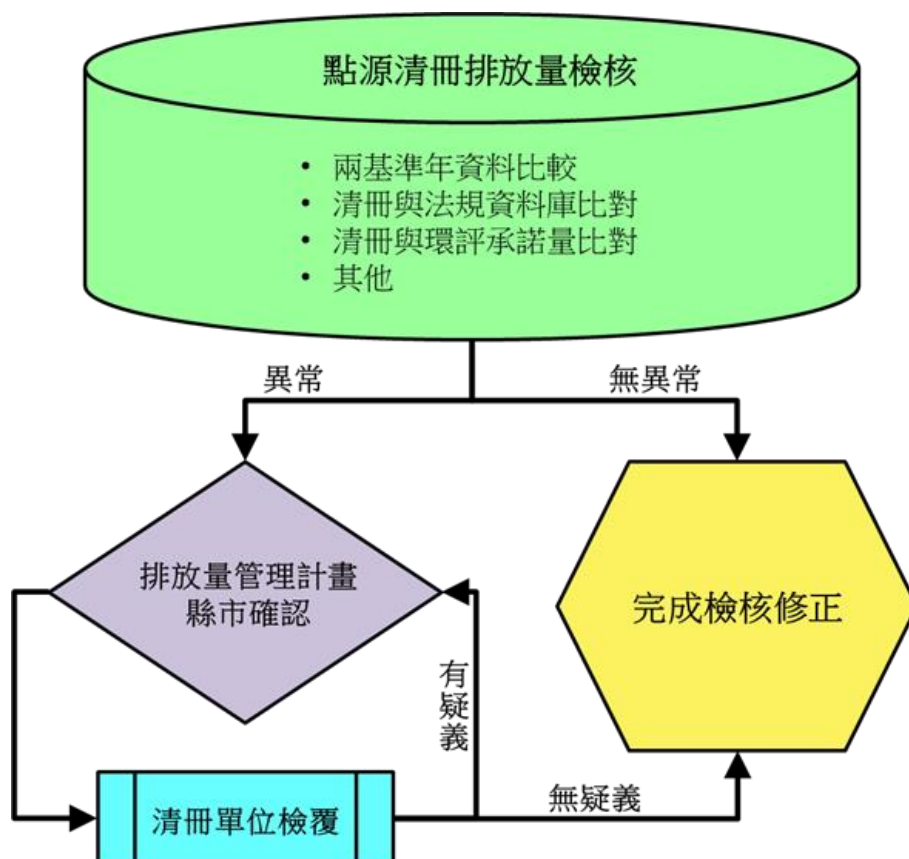 點源清冊排放量檢核
• 兩基準年資料比較
• 清冊與法規資料庫比對
• 清冊與環評承諾量比對
• 其他
異常
無異常
排放量管理計畫
縣市確認
完成檢核修正
有疑義
清冊單位檢覆
無疑義